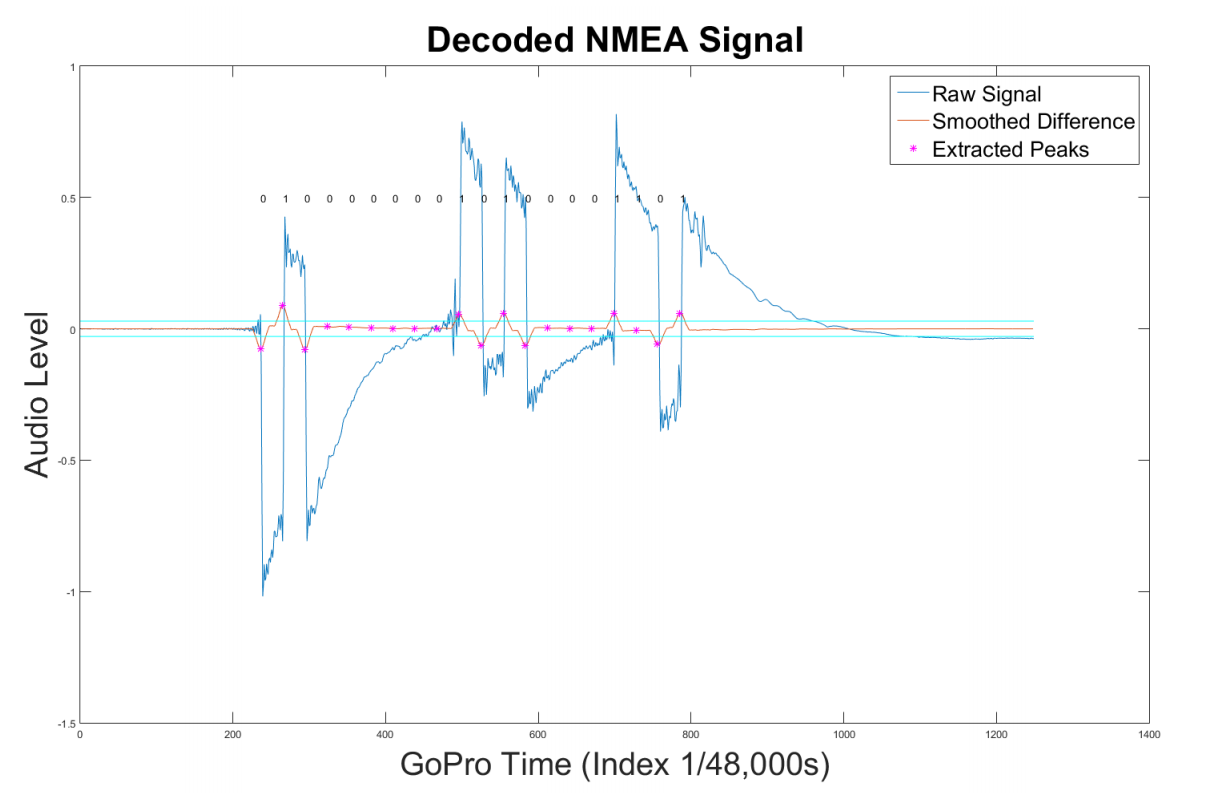 Decoded NMEA Signal
Raw Signal
Smoothed Difference
Extracted Peaks
1
0.5
0
-0.5
-1
-1.5
0 1 0 0 0 0 0 0 0 1 0 1 0 0 0 0 1 1 0 1
Audio Level
0 200 400 600 800 1000 1200 1400
GoPro Time (Index 1/48,000s)